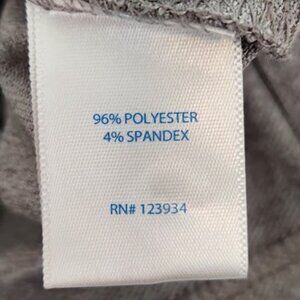 96% POLYESTER
4% SPANDEX
RN# 123934